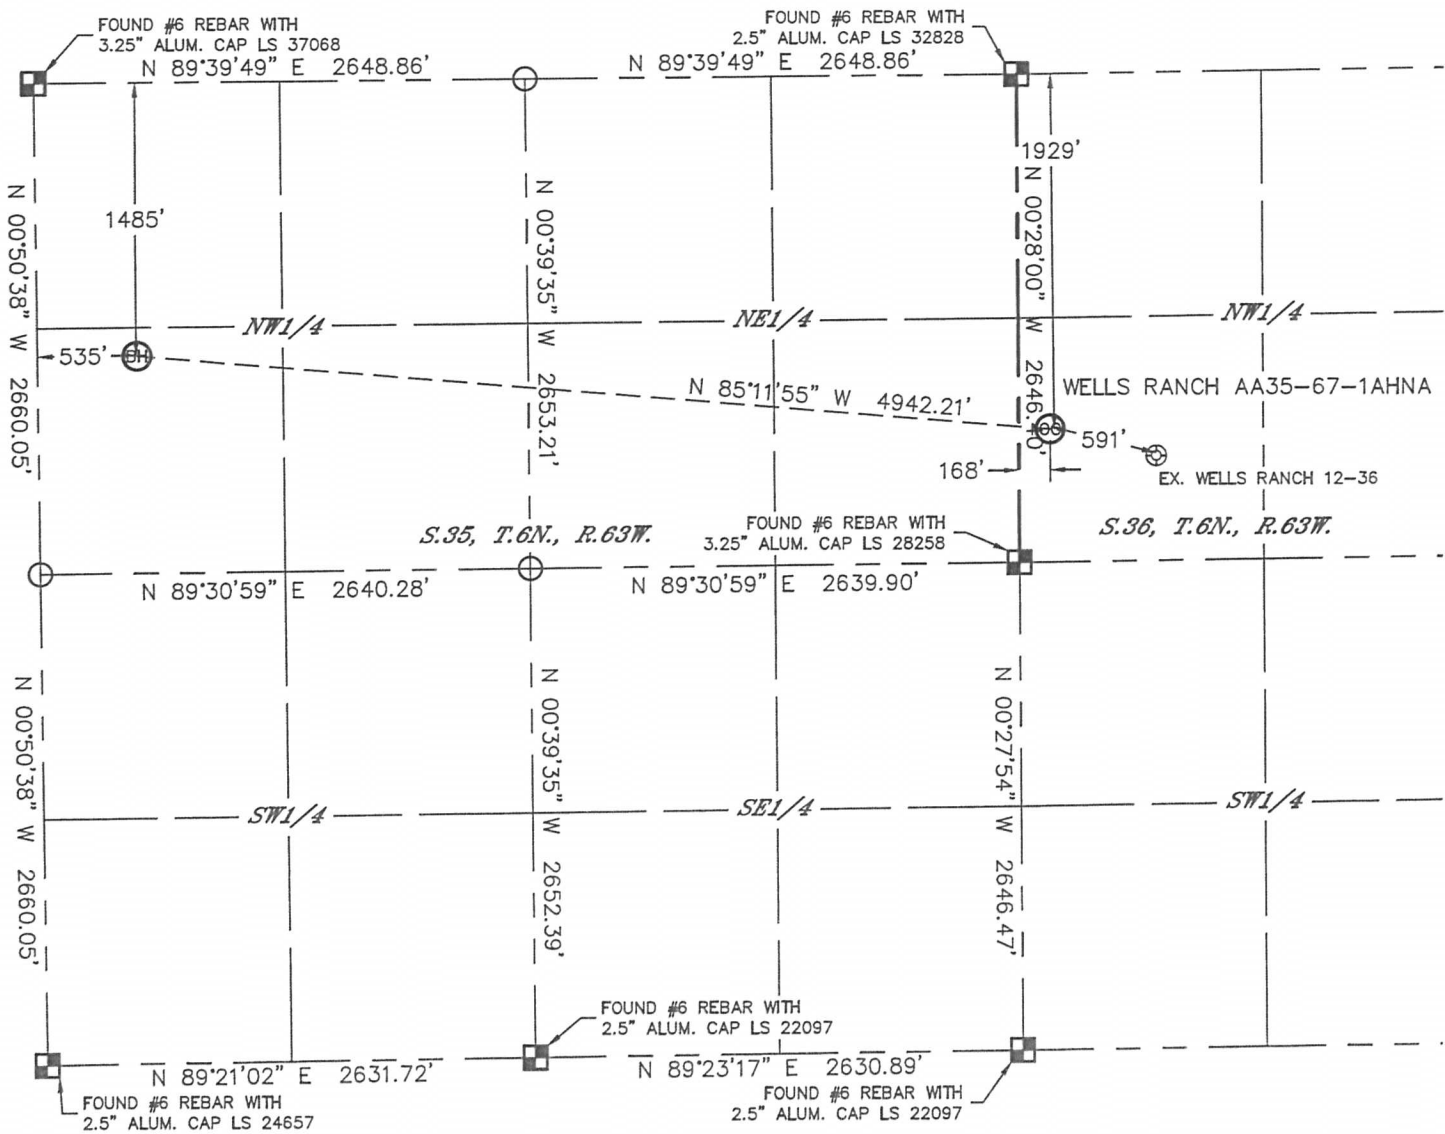 FOUND #6 REBAR WITH
3.25" ALUM. CAP LS 37068
FOUND #6 REBAR WITH
2.5" ALUM. CAP LS 32828
N 89°39'49" E 2648.86'
N 89°39'49" E 2648.86'
1929'
1485'
N 00°50'38" W 2660.05'
N 00°39'35" W 2653.21'
N 00°28'00" W 2646.
NW1/4
NE1/4
NW1/4
535'
BH
N 85°11'55" W 4942.21'
WELLS RANCH AA35-67-1AHNA
591'
168'
EX. WELLS RANCH 12-36
S.35, T.6N., R.63W.
FOUND #6 REBAR WITH
3.25" ALUM. CAP LS 28258
S.36, T.6N., R.63W.
N 89°30'59" E 2640.28'
N 89°30'59" E 2639.90'
N 00°50'38" W 2660.05'
N 00°39'35" W 2652.39'
N 00°27'54" W 2646.47'
SW1/4
SE1/4
SW1/4
FOUND #6 REBAR WITH
2.5" ALUM. CAP LS 22097
N 89°21'02" E 2631.72'
N 89°23'17" E 2630.89'
FOUND #6 REBAR WITH
2.5" ALUM. CAP LS 24657
FOUND #6 REBAR WITH
2.5" ALUM. CAP LS 22097